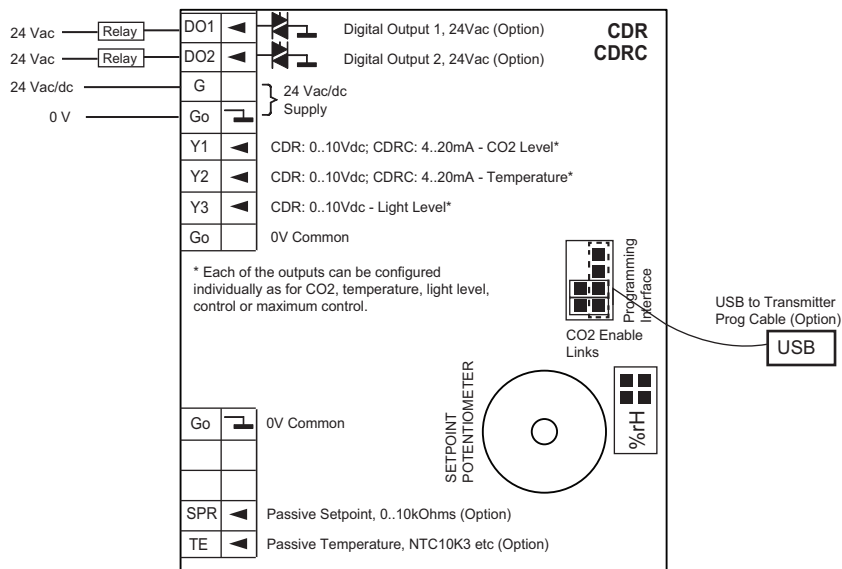 24 Vac Relay DO1 Digital Output 1, 24Vac (Option)
CDR
CDRC
24 Vac Relay DO2 Digital Output 2, 24Vac (Option)
24 Vac/dc G
24 Vac/dc
Supply
0 V Go
Y1 CDR: 0..10Vdc; CDRC: 4..20mA - CO2 Level*
Y2 CDR: 0..10Vdc; CDRC: 4..20mA - Temperature*
Y3 CDR: 0..10Vdc - Light Level*
Go 0V Common
* Each of the outputs can be configured
individually as for CO2, temperature, light level,
control or maximum control.
Programming
Interface
CO2 Enable
Links
USB to Transmitter
Prog Cable (Option)
USB
SETPOINT
POTENTIOMETER
%rH
Go 0V Common
SPR Passive Setpoint, 0..10kOhms (Option)
TE Passive Temperature, NTC10K3 etc (Option)